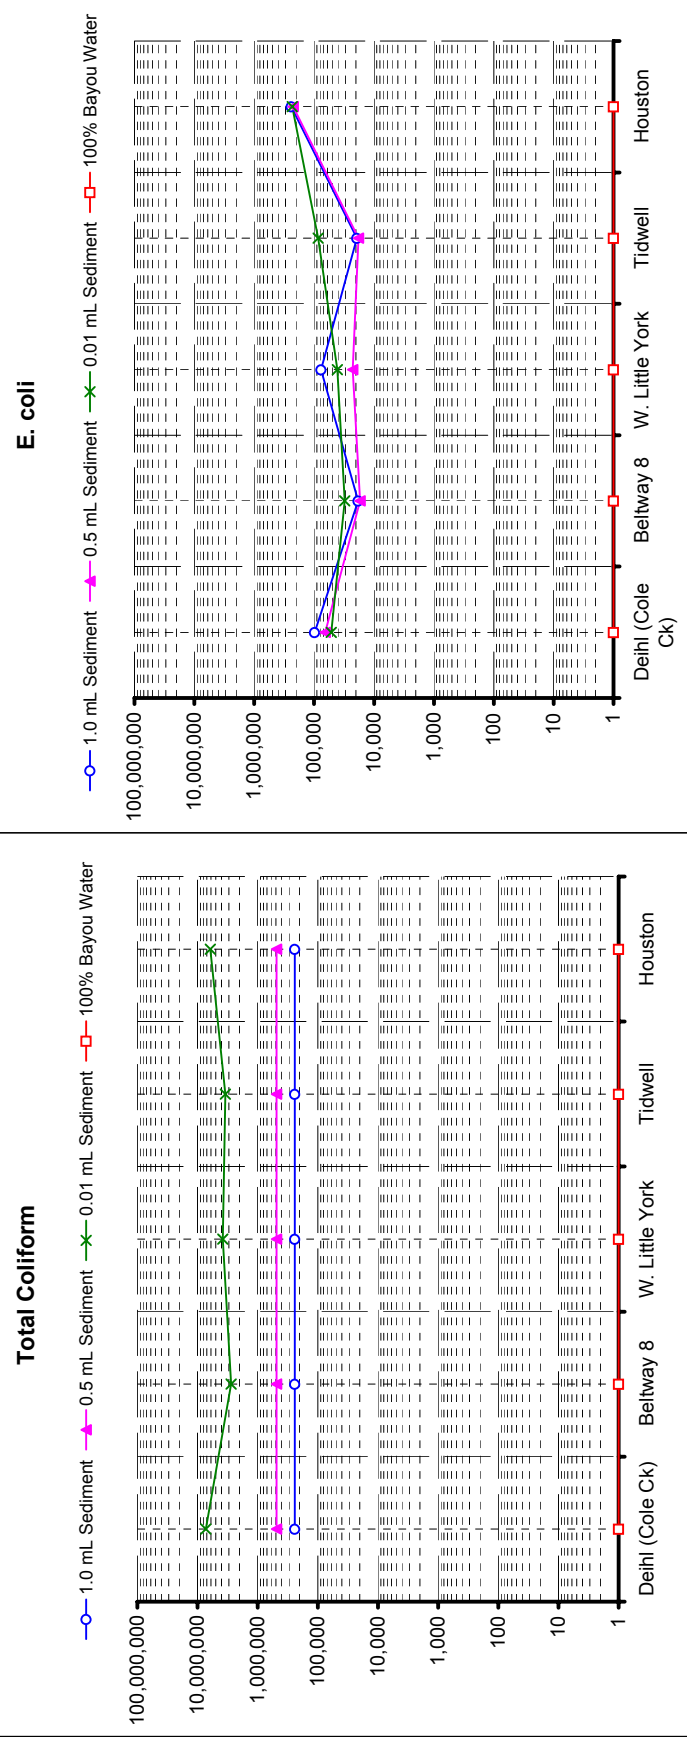 Total Coliform
1.0 mL Sediment 0.5 mL Sediment 0.01 mL Sediment 100% Bayou Water
100,000,000
10,000,000
1,000,000
100,000
10,000
1,000
100
10
1
Deihl (Cole Ck) Beltway 8 W. Little York Tidwell Houston
E. coli
1.0 mL Sediment 0.5 mL Sediment 0.01 mL Sediment 100% Bayou Water
100,000,000
10,000,000
1,000,000
100,000
10,000
1,000
100
10
1
Deihl (Cole Beltway 8 W. Little York Tidwell Houston
Ck)